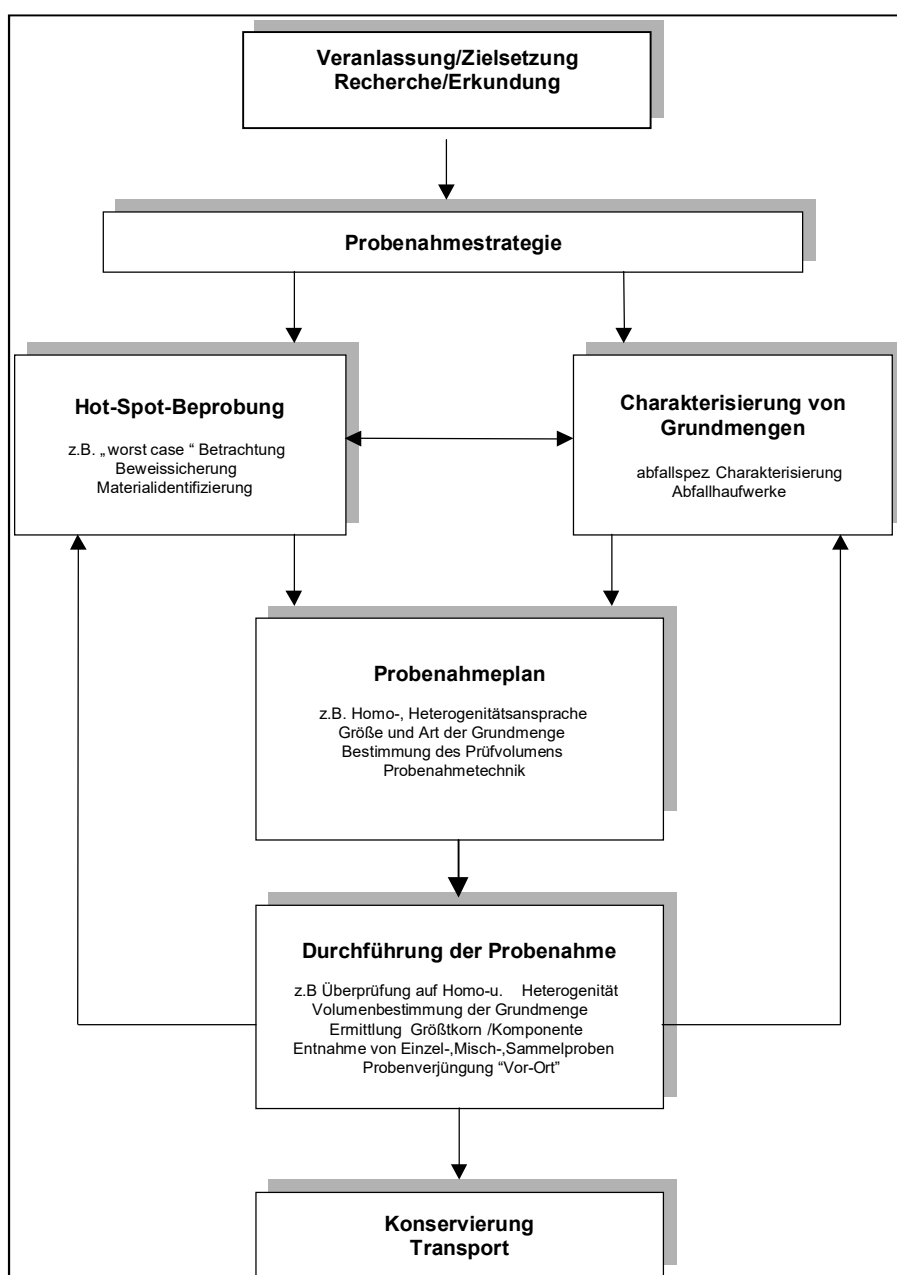 Veranlassung/Zielsetzung
Recherche/Erkundung
Probenahmestrategie
Hot-Spot-Beprobung
z.B. „worst case “ Betrachtung
Beweissicherung
Materialidentifizierung
Charakterisierung von
Grundmengen
abfallspez. Charakterisierung
Abfallhaufwerke
Probenahmeplan
z.B. Homo-, Heterogenitätsansprache
Größe und Art der Grundmenge
Bestimmung des Prüfvolumens
Probenahmetechnik
Durchführung der Probenahme
z.B Überprüfung auf Homo-u. Heterogenität
Volumenbestimmung der Grundmenge
Ermittlung Größtkorn /Komponente
Entnahme von Einzel-,Misch-,Sammelproben
Probenverjüngung “Vor-Ort”
Konservierung
Transport